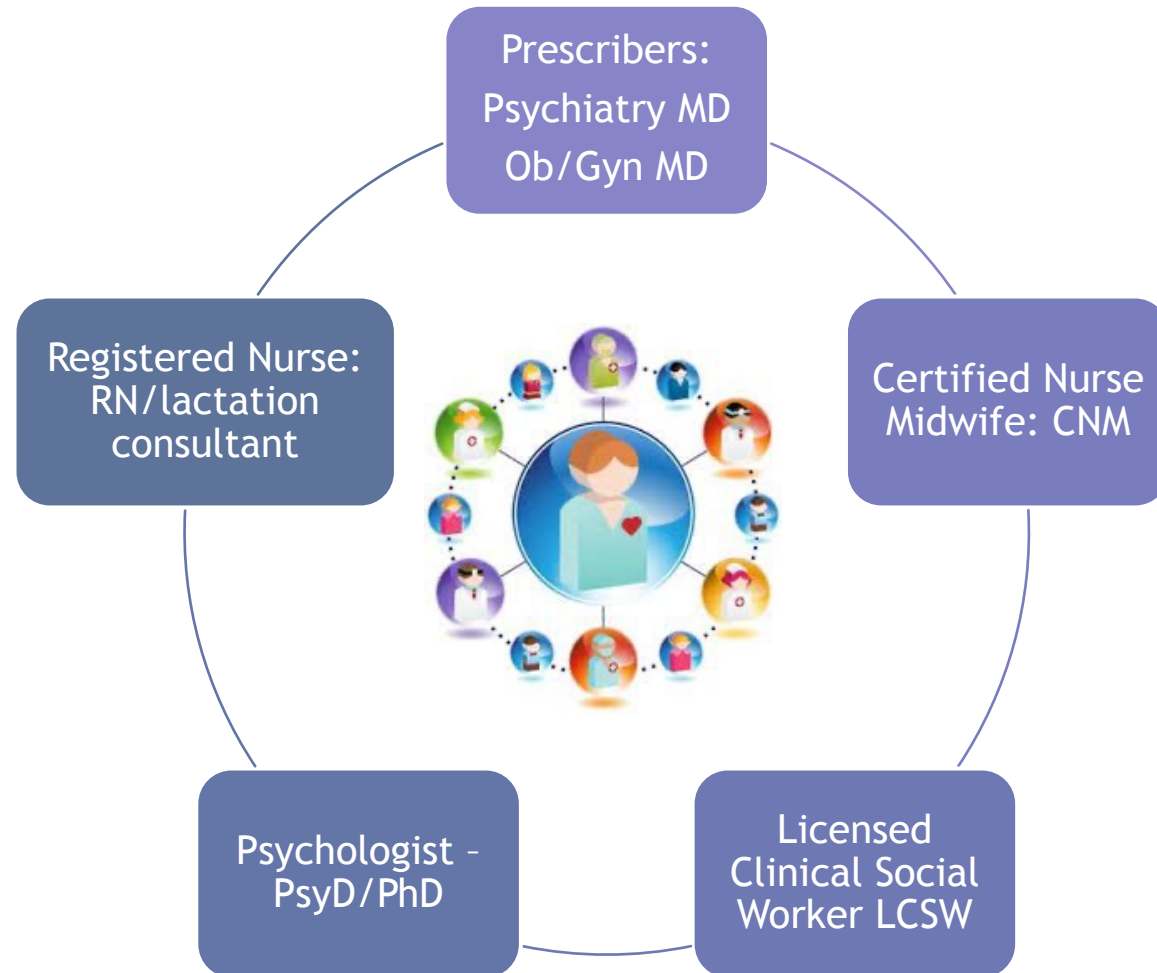 Prescribers:
Psychiatry MD
Ob/Gyn MD
Certified Nurse
Midwife: CNM
Licensed
Clinical Social
Worker LCSW
Psychologist –
PsyD/PhD
Registered Nurse:
RN/lactation
consultant